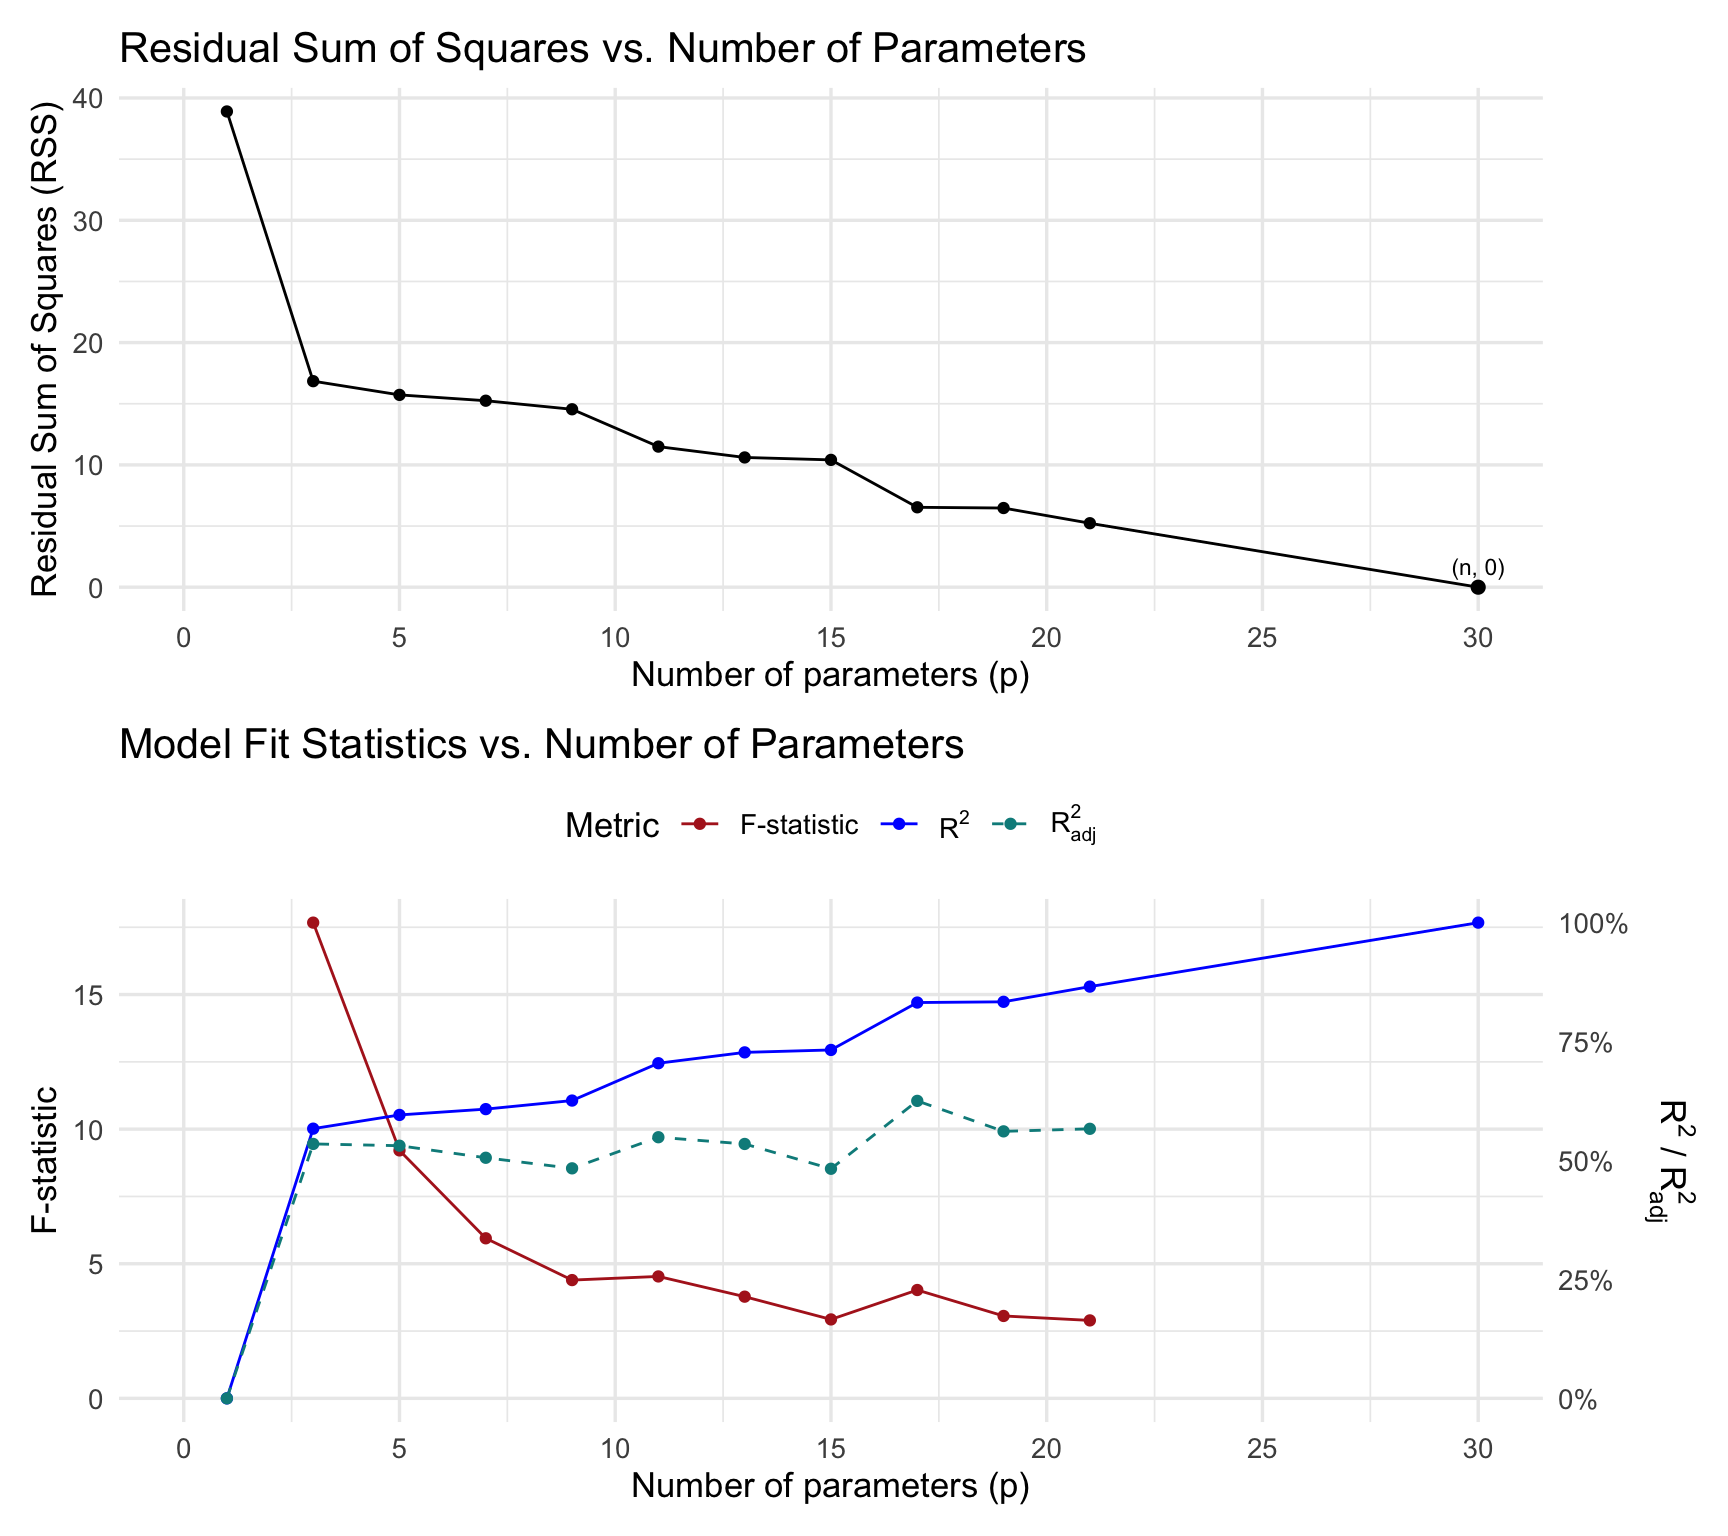 Residual Sum of Squares vs. Number of Parameters
Residual Sum of Squares (RSS)
40
30
20
10
0
(n, 0)
0 5 10 15 20 25 30
Number of parameters (p)
Model Fit Statistics vs. Number of Parameters
Metric F-statistic R² R²adj
F-statistic
15
10
5
0
100%
75%
50%
25%
0%
R² / R²adj
0 5 10 15 20 25 30
Number of parameters (p)